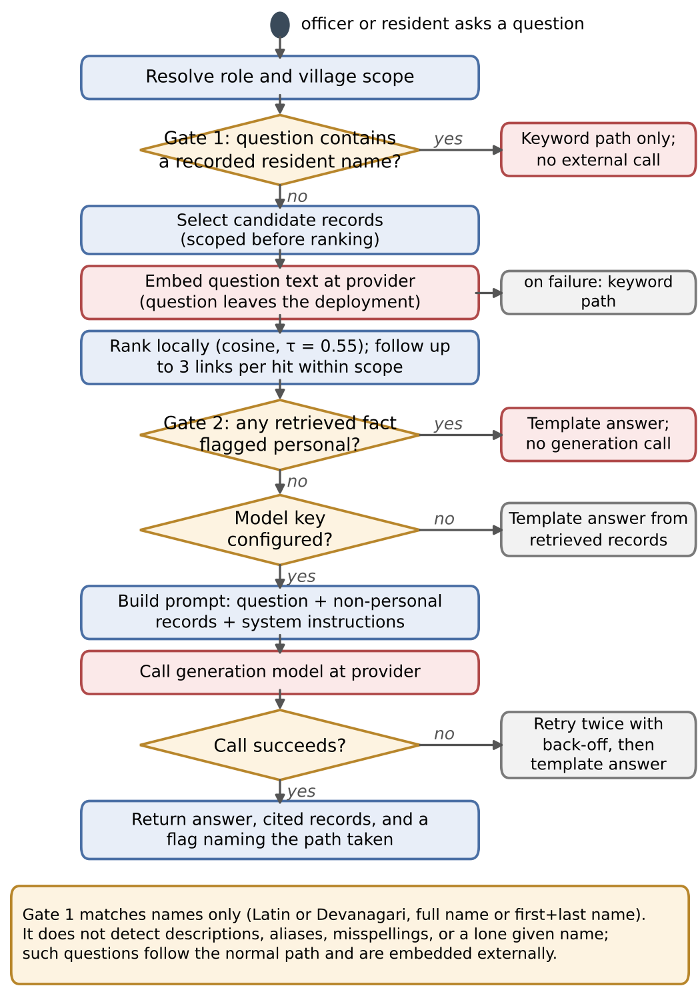 officer or resident asks a question
Resolve role and village scope
Gate 1: question contains
a recorded resident name?
yes
Keyword path only;
no external call
no
Select candidate records
(scoped before ranking)
Embed question text at provider
(question leaves the deployment)
on failure: keyword
path
Rank locally (cosine, τ = 0.55); follow up
to 3 links per hit within scope
Gate 2: any retrieved fact
flagged personal?
yes
Template answer;
no generation call
no
Model key
configured?
no
Template answer from
retrieved records
yes
Build prompt: question + non-personal
records + system instructions
Call generation model at provider
Call succeeds?
no
Retry twice with
back-off, then
template answer
yes
Return answer, cited records, and a
flag naming the path taken
Gate 1 matches names only (Latin or Devanagari, full name or first+last name).
It does not detect descriptions, aliases, misspellings, or a lone given name;
such questions follow the normal path and are embedded externally.